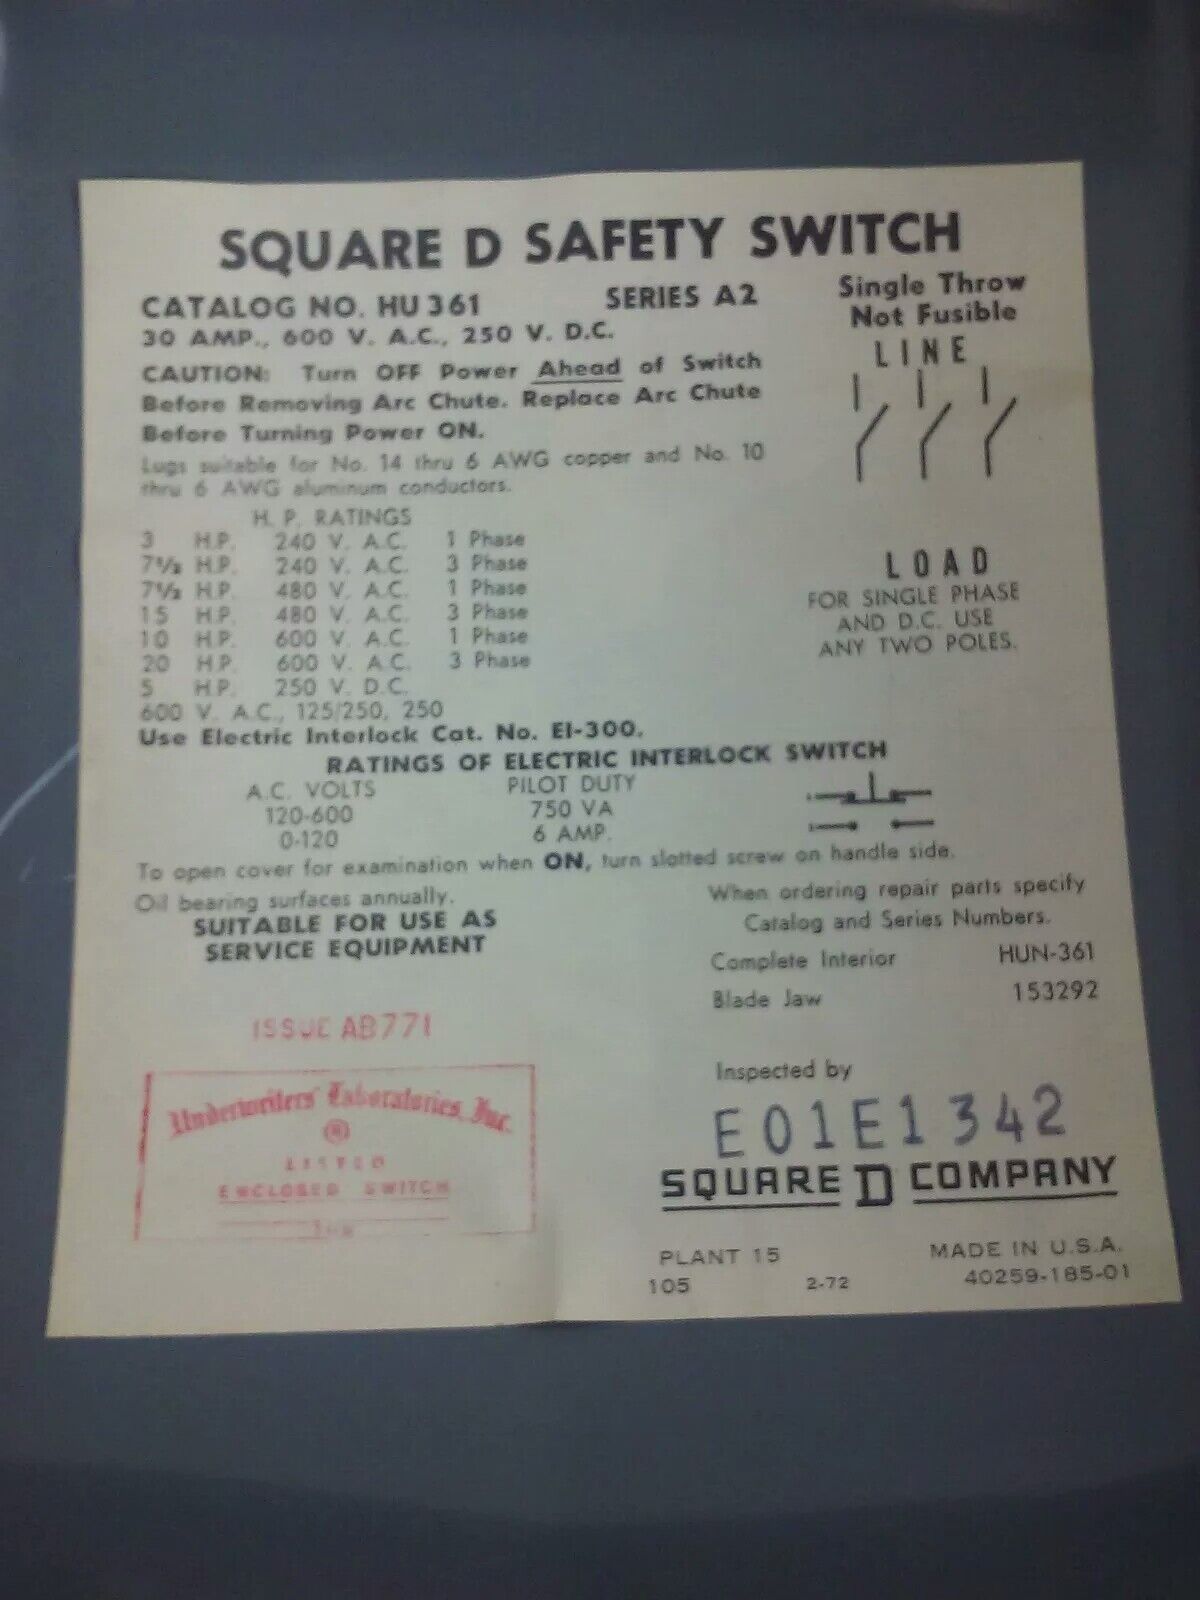 SQUARE D SAFETY SWITCH
CATALOG NO. HU 361 SERIES A2
30 AMP., 600 V. A.C., 250 V. D.C.
Single Throw
Not Fusible
LINE
CAUTION: Turn OFF Power Ahead of Switch
Before Removing Arc Chute. Replace Arc Chute
Before Turning Power ON.
Lugs suitable for No. 14 thru 6 AWG copper and No. 10
thru 6 AWG aluminum conductors.
H. P. RATINGS
3 H.P. 240 V. A.C. 1 Phase
7½ H.P. 240 V. A.C. 3 Phase
7½ H.P. 480 V. A.C. 1 Phase
15 H.P. 480 V. A.C. 3 Phase
10 H.P. 600 V. A.C. 1 Phase
20 H.P. 600 V. A.C. 3 Phase
5 H.P. 250 V. D.C.
600 V. A.C., 125/250, 250
LOAD
FOR SINGLE PHASE
AND D.C. USE
ANY TWO POLES.
Use Electric Interlock Cat. No. EI-300.
RATINGS OF ELECTRIC INTERLOCK SWITCH
A.C. VOLTS PILOT DUTY
120-600 750 VA
0-120 6 AMP.
To open cover for examination when ON, turn slotted screw on handle side.
Oil bearing surfaces annually.
SUITABLE FOR USE AS
SERVICE EQUIPMENT
When ordering repair parts specify
Catalog and Series Numbers.
Complete Interior HUN-361
Blade Jaw 153292
ISSUE AB771
Underwriters' Laboratories, Inc.
®
LISTED
ENCLOSED SWITCH
Inspected by
E01E1342
SQUARE D COMPANY
PLANT 15 MADE IN U.S.A.
105 2-72 40259-185-01